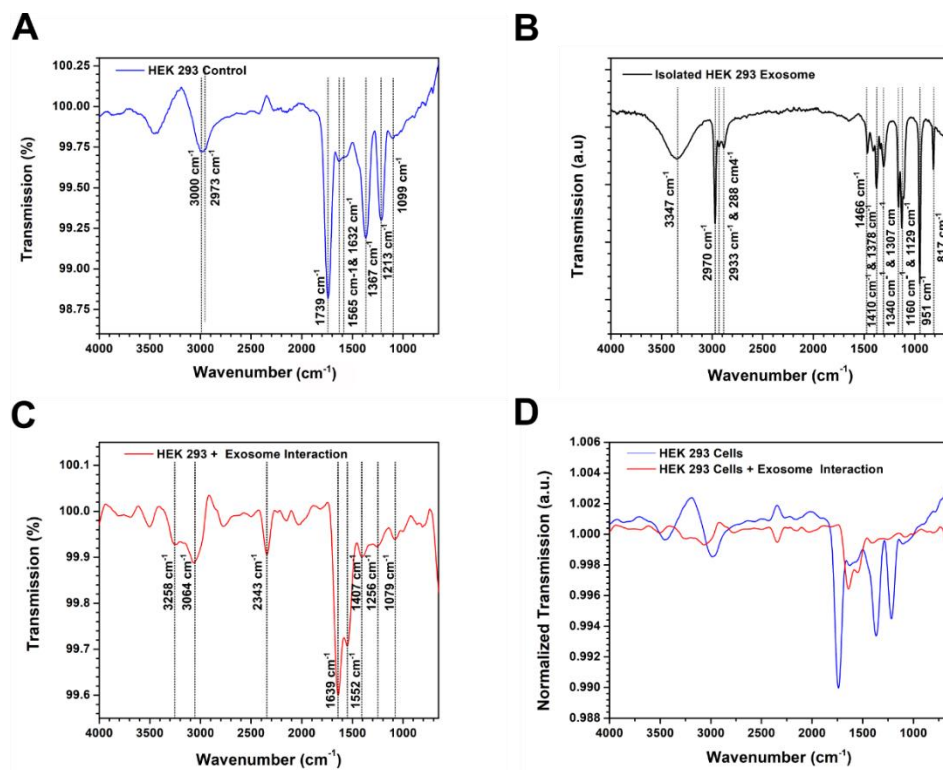 A
HEK 293 Control
Transmission (%)
100.25
100.00
99.75
99.50
99.25
99.00
98.75
3000 cm-1
2973 cm-1
1739 cm-1
1565 cm-1& 1632 cm-1
1367 cm-1
1213 cm-1
1099 cm-1
4000 3500 3000 2500 2000 1500 1000
Wavenumber (cm-1)
B
Isolated HEK 293 Exosome
Transmission (a.u)
3347 cm-1
2970 cm-1
2933 cm-1 & 288 cm4-1
1466 cm-1
1410 cm-1 & 1378 cm-1
1340 cm-1 & 1307 cm
1160 cm-1 & 1129 cm-1
951 cm-1
817 cm-1
4000 3500 3000 2500 2000 1500 1000
Wavenumber (cm-1)
C
HEK 293 + Exosome Interaction
Transmission (%)
100.1
100.0
99.9
99.8
99.7
99.6
3258 cm-1
3064 cm-1
2343 cm-1
1639 cm-1
1552 cm-1
1407 cm-1
1256 cm-1
1079 cm-1
4000 3500 3000 2500 2000 1500 1000
Wavenumber (cm-1)
D
HEK 293 Cells
HEK 293 Cells + Exosome Interaction
Normalized Transmission (a.u.)
1.006
1.004
1.002
1.000
0.998
0.996
0.994
0.992
0.990
0.988
4000 3500 3000 2500 2000 1500 1000
Wavenumber (cm-1)